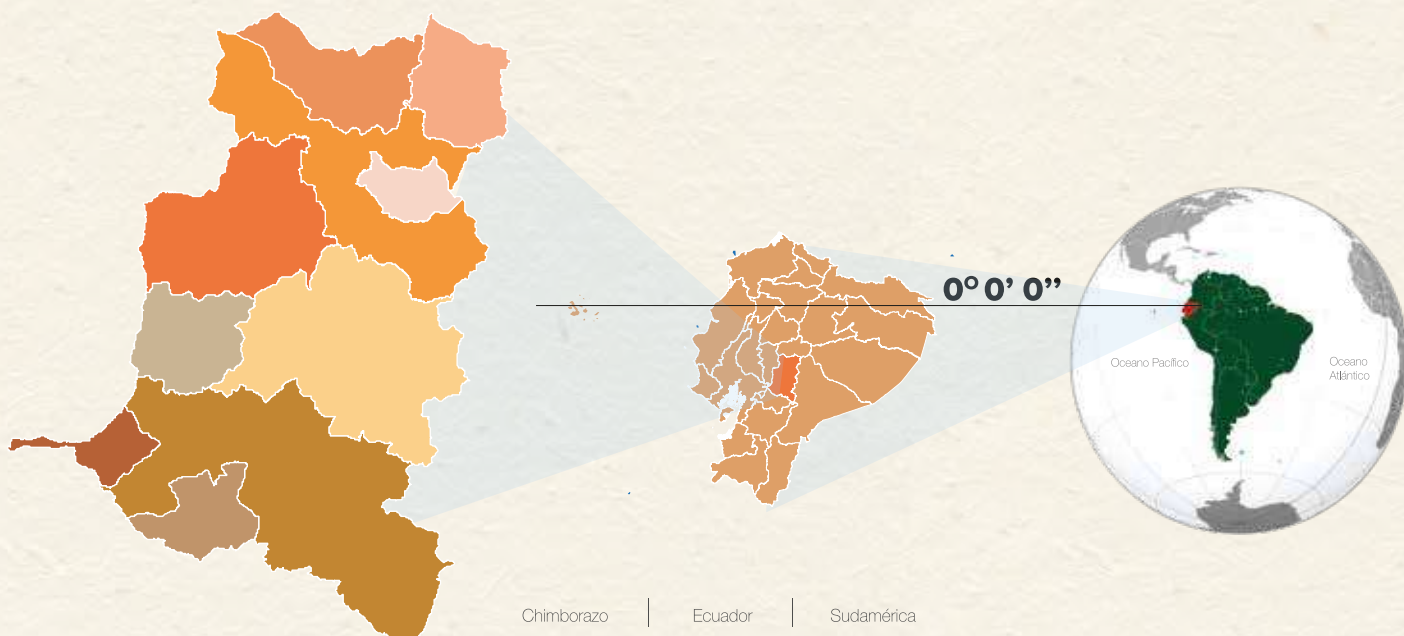 0° 0’ 0”
Oceano Pacífico
Oceano
Atlántico
Chimborazo | Ecuador | Sudamérica